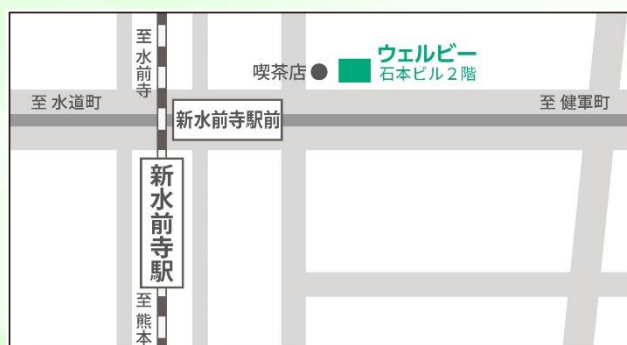 至 水前寺
喫茶店
ウェルビー
石本ビル２階
至 水道町
至 健軍町
新水前寺駅前
新水前寺駅
至 熊本